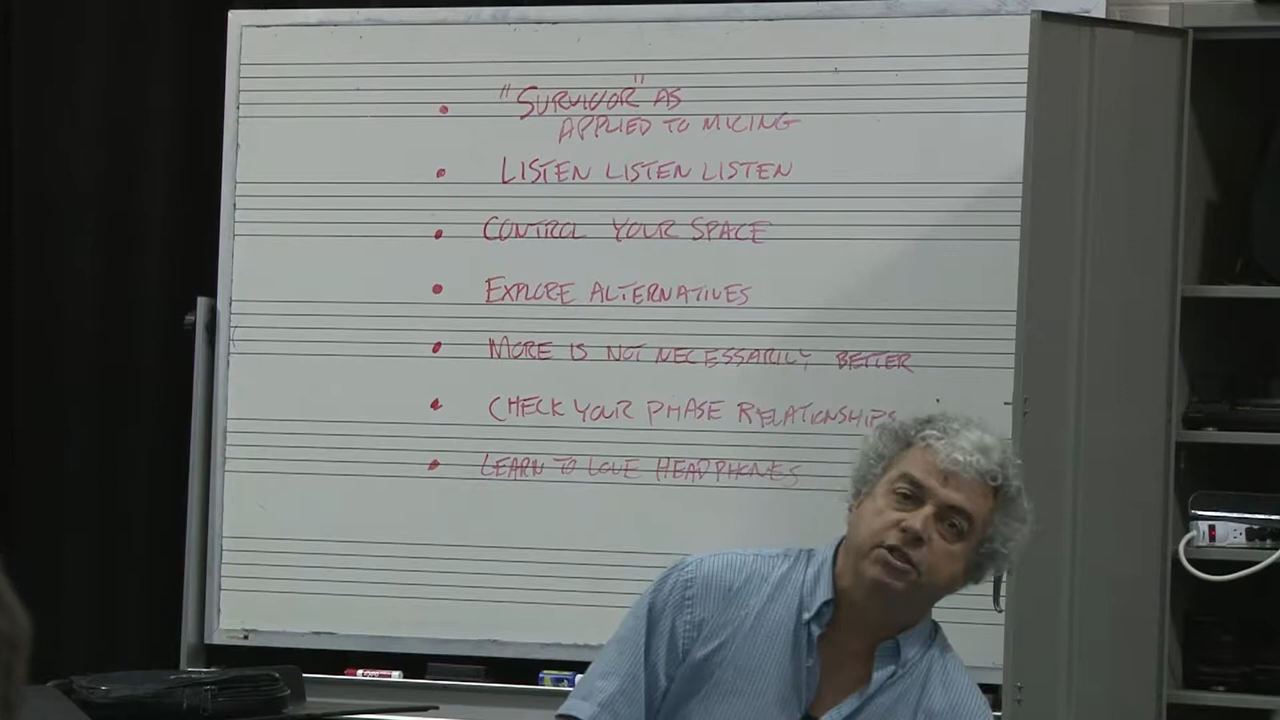 • "SURVIVOR" AS
APPLIED TO MICING
• LISTEN LISTEN LISTEN
• CONTROL YOUR SPACE
• EXPLORE ALTERNATIVES
• MORE IS NOT NECESSARILY BETTER
• CHECK YOUR PHASE RELATIONSHIPS
• LEARN TO LOVE HEADPHONES